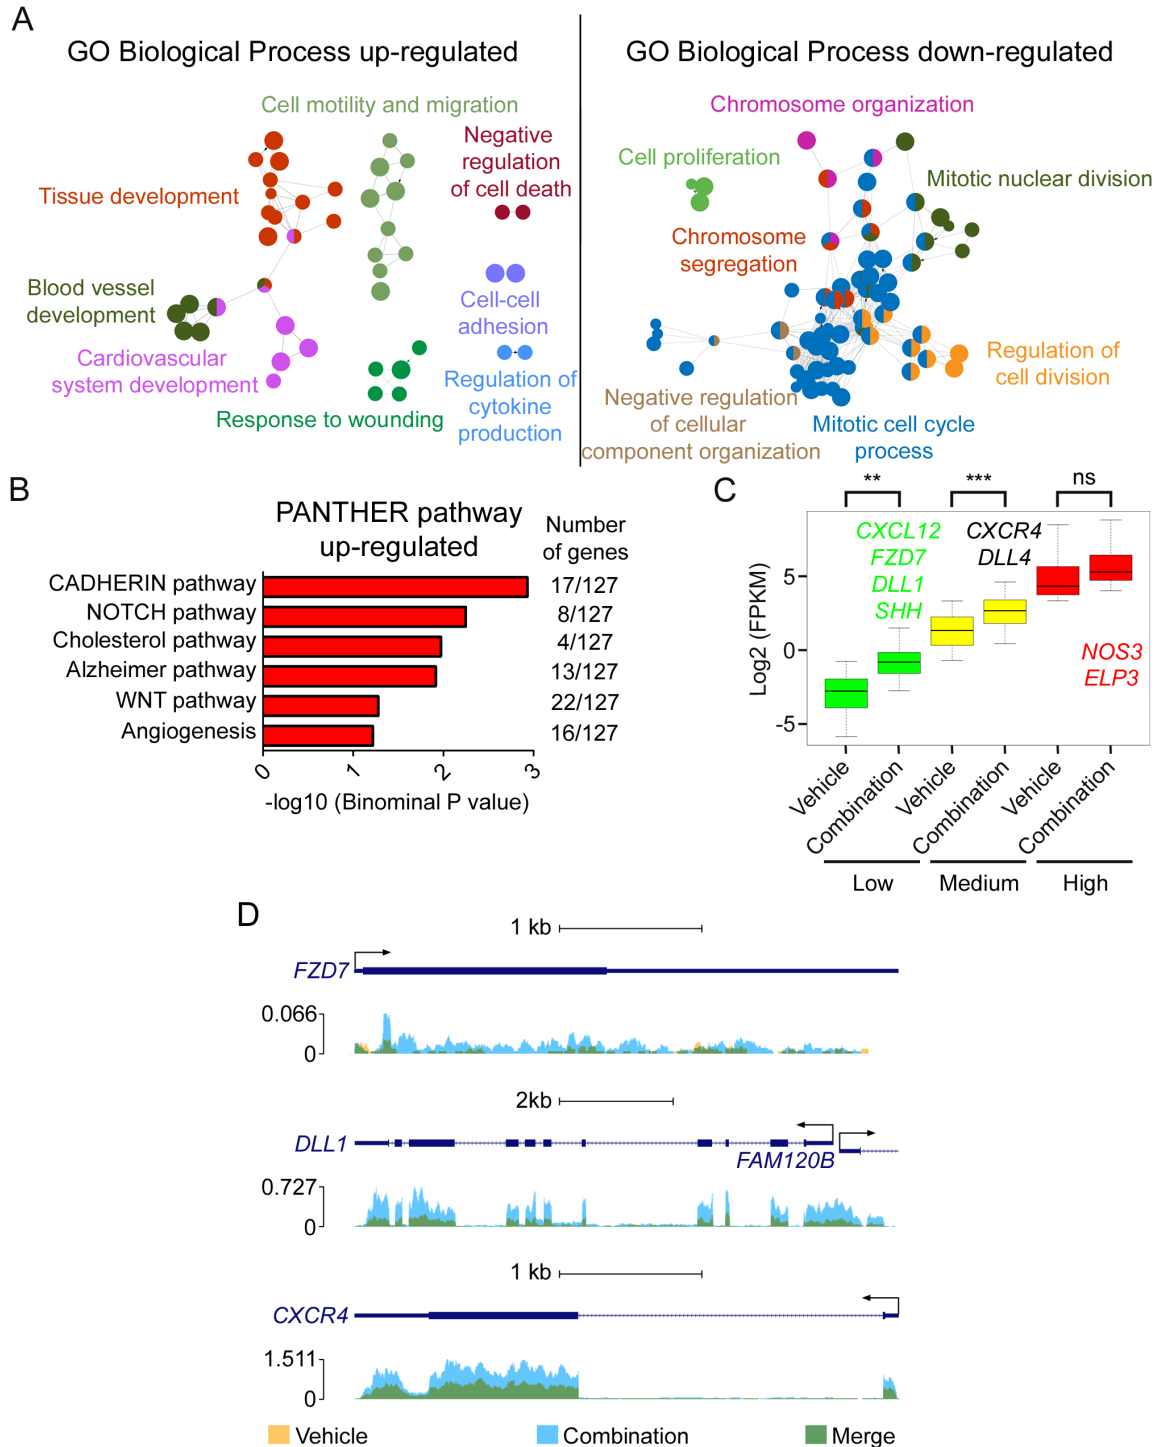 A
GO Biological Process up-regulated
GO Biological Process down-regulated
Cell motility and migration
Negative
regulation
of cell death
Tissue development
Blood vessel
development
Cell-cell
adhesion
Cardiovascular
system development
Regulation of
cytokine
production
Response to wounding
Chromosome organization
Cell proliferation
Mitotic nuclear division
Chromosome
segregation
Regulation of
cell division
Negative regulation
of cellular
component organization
Mitotic cell cycle
process
B
PANTHER pathway
up-regulated
Number
of genes
CADHERIN pathway 17/127
NOTCH pathway 8/127
Cholesterol pathway 4/127
Alzheimer pathway 13/127
WNT pathway 22/127
Angiogenesis 16/127
0 1 2 3
-log10 (Binominal P value)
C
** *** ns
CXCL12
FZD7
DLL1
SHH
CXCR4
DLL4
NOS3
ELP3
Log2 (FPKM)
5
0
-5
Vehicle Combination Vehicle Combination Vehicle Combination
Low Medium High
D
1 kb
FZD7
0.066
0
2kb
DLL1
FAM120B
0.727
0
1 kb
CXCR4
1.511
0
Vehicle Combination Merge